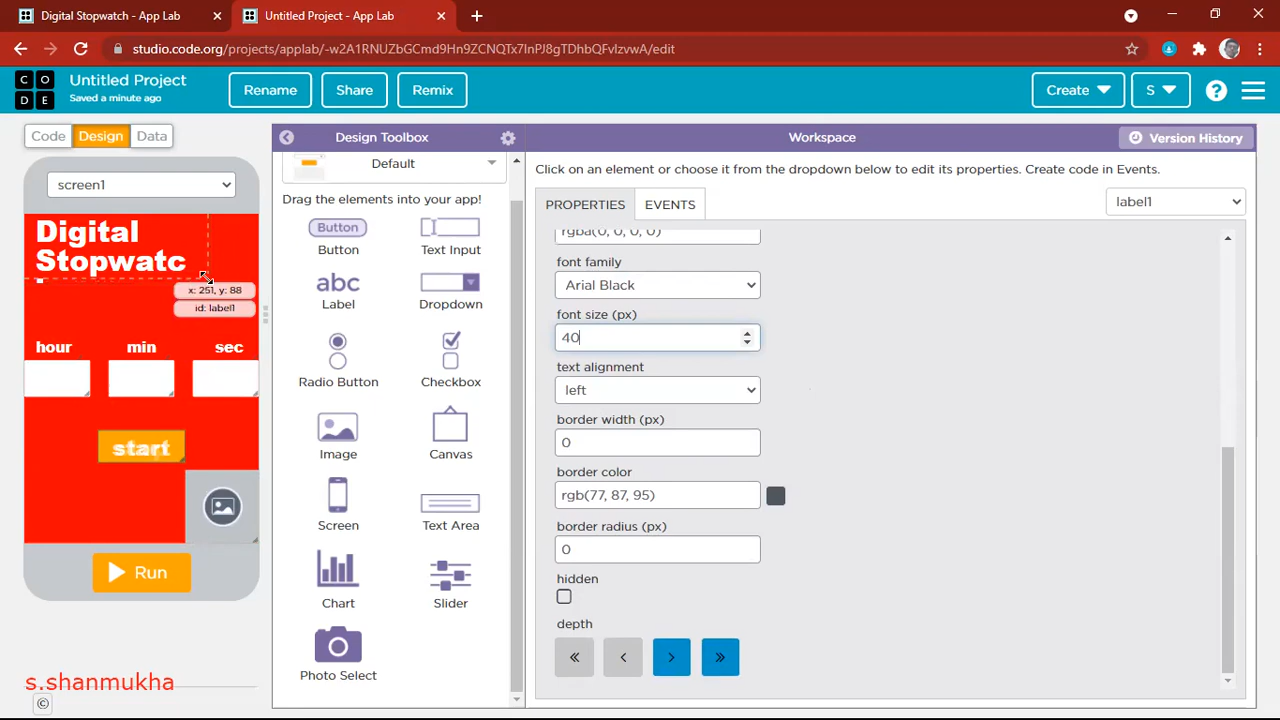 Digital Stopwatch - App Lab
Untitled Project - App Lab
studio.code.org/projects/applab/-w2A1RNUZbGCmd9Hn9ZCNQTx7InPJ8gTDhbQFvIzvwA/edit
C O
D E
Untitled Project
Saved a minute ago
Rename
Share
Remix
Create
S
?
Code
Design
Data
Design Toolbox
Workspace
Version History
screen1
Default
Click on an element or choose it from the dropdown below to edit its properties. Create code in Events.
Drag the elements into your app!
PROPERTIES
EVENTS
label1
Digital
Stopwatc
x: 251, y: 88
id: label1
hour
min
sec
start
Run
Button
Button
Text Input
abc
Label
Dropdown
Radio Button
Checkbox
Image
Canvas
Screen
Text Area
Chart
Slider
Photo Select
rgba(0, 0, 0, 0)
font family
Arial Black
font size (px)
40
text alignment
left
border width (px)
0
border color
rgb(77, 87, 95)
border radius (px)
0
hidden
depth
s.shanmukha
©